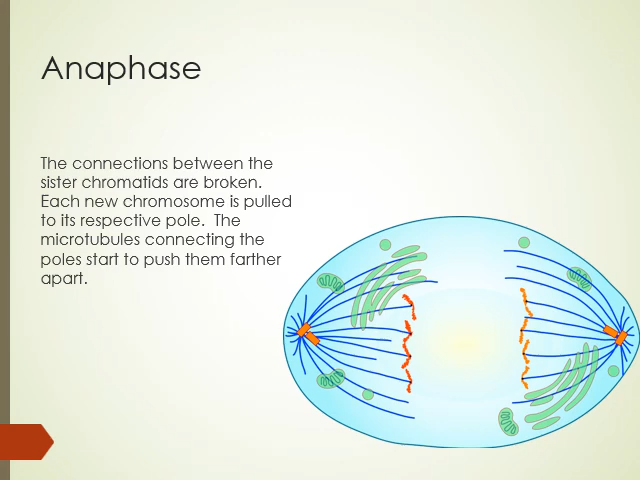 Anaphase
The connections between the
sister chromatids are broken.
Each new chromosome is pulled
to its respective pole.  The
microtubules connecting the
poles start to push them farther
apart.